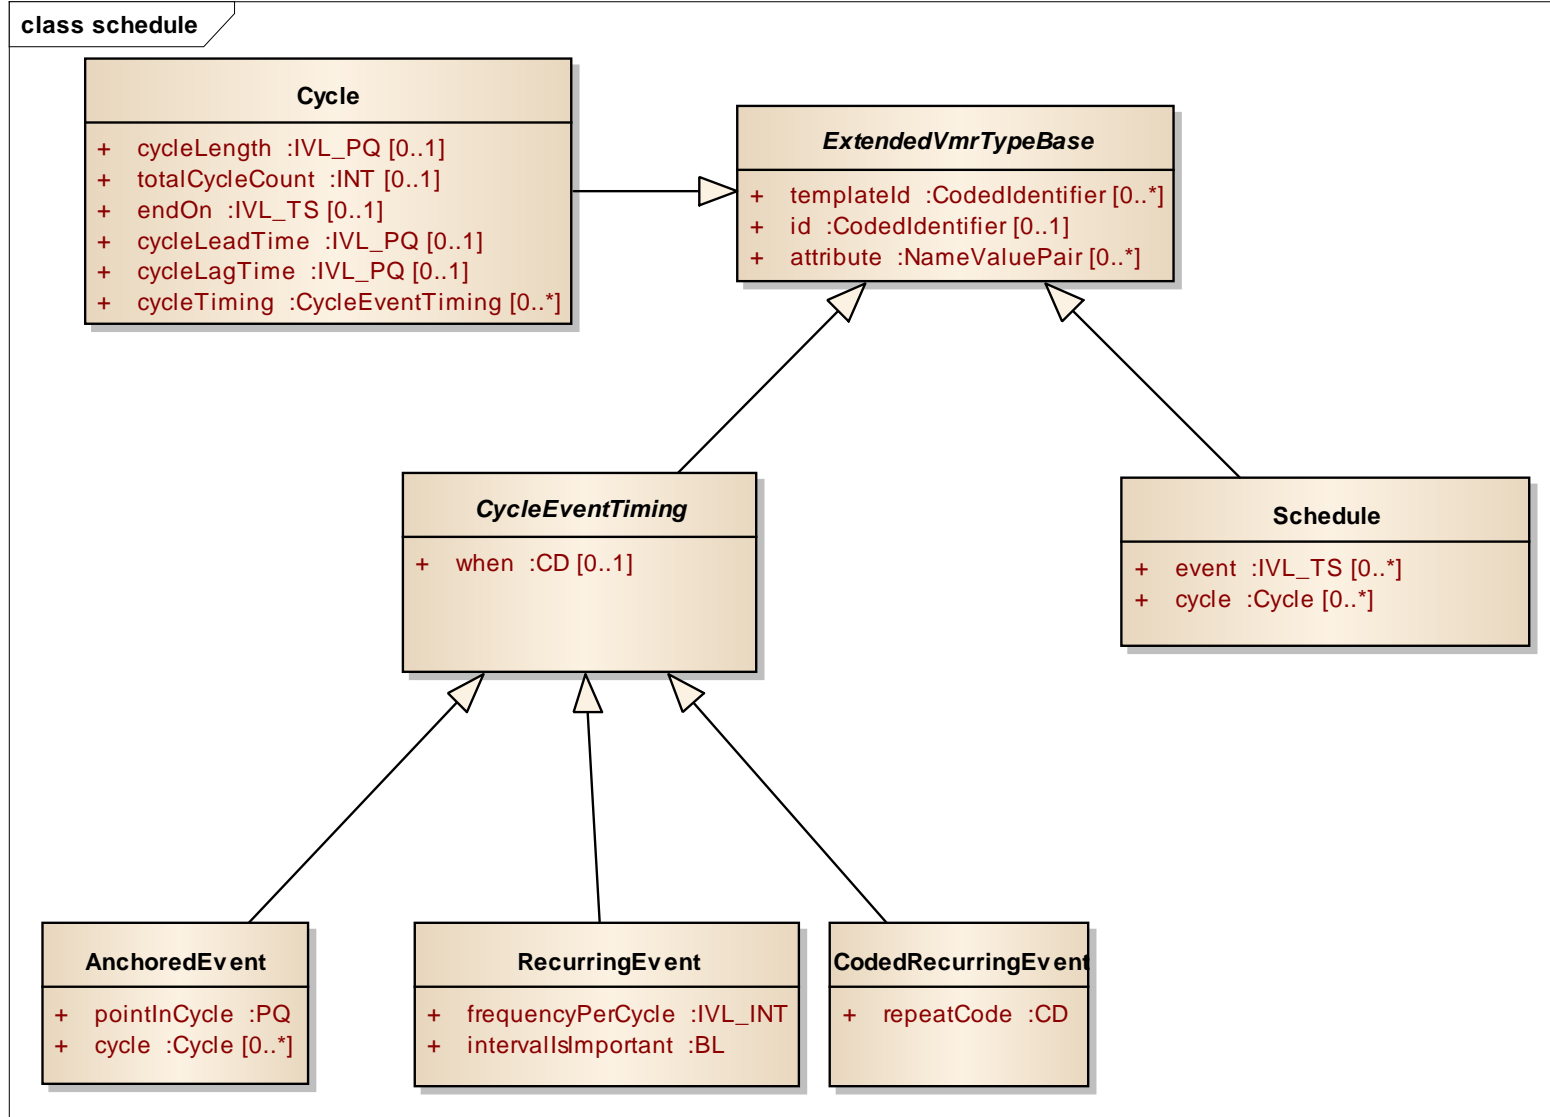 class schedule
Cycle
+ cycleLength :IVL_PQ [0..1]
+ totalCycleCount :INT [0..1]
+ endOn :IVL_TS [0..1]
+ cycleLeadTime :IVL_PQ [0..1]
+ cycleLagTime :IVL_PQ [0..1]
+ cycleTiming :CycleEventTiming [0..*]
ExtendedVmrTypeBase
+ templateId :CodedIdentifier [0..*]
+ id :CodedIdentifier [0..1]
+ attribute :NameValuePair [0..*]
CycleEventTiming
+ when :CD [0..1]
Schedule
+ event :IVL_TS [0..*]
+ cycle :Cycle [0..*]
AnchoredEvent
+ pointInCycle :PQ
+ cycle :Cycle [0..*]
RecurringEvent
+ frequencyPerCycle :IVL_INT
+ intervalIsImportant :BL
CodedRecurringEvent
+ repeatCode :CD